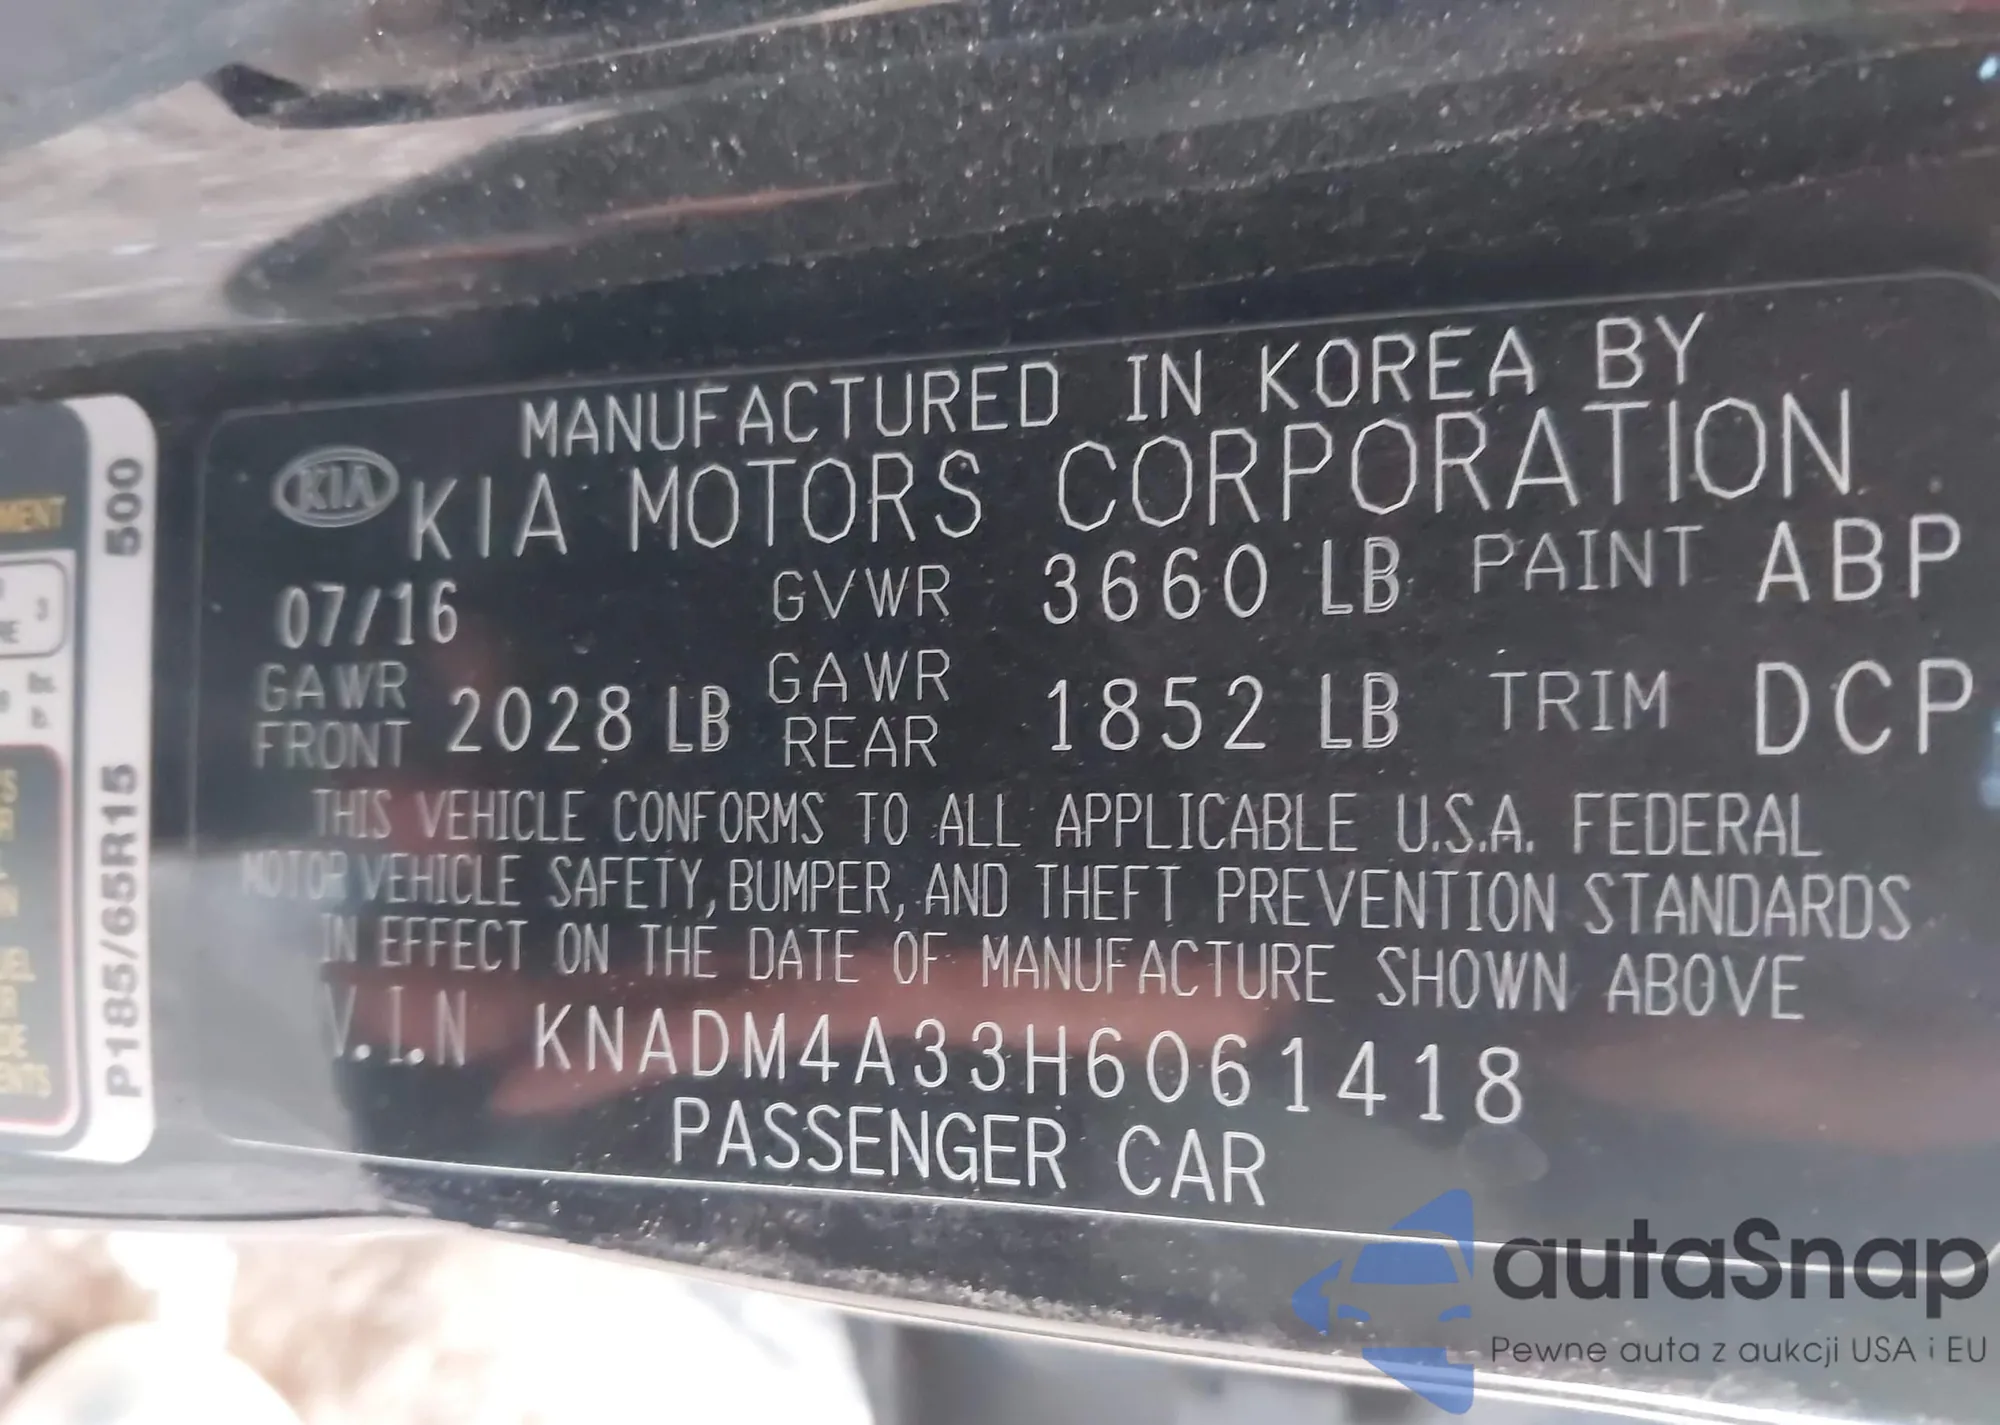 MANUFACTURED IN KOREA BY
KIA KIA MOTORS CORPORATION
07/16 GVWR 3660 LB PAINT ABP
GAWR FRONT 2028 LB GAWR REAR 1852 LB TRIM DCP
THIS VEHICLE CONFORMS TO ALL APPLICABLE U.S.A. FEDERAL
MOTOR VEHICLE SAFETY, BUMPER, AND THEFT PREVENTION STANDARDS
IN EFFECT ON THE DATE OF MANUFACTURE SHOWN ABOVE
V.I.N KNADM4A33H6061418
PASSENGER CAR
P185/65R15 500
autaSnap
Pewne auta z aukcji USA i EU